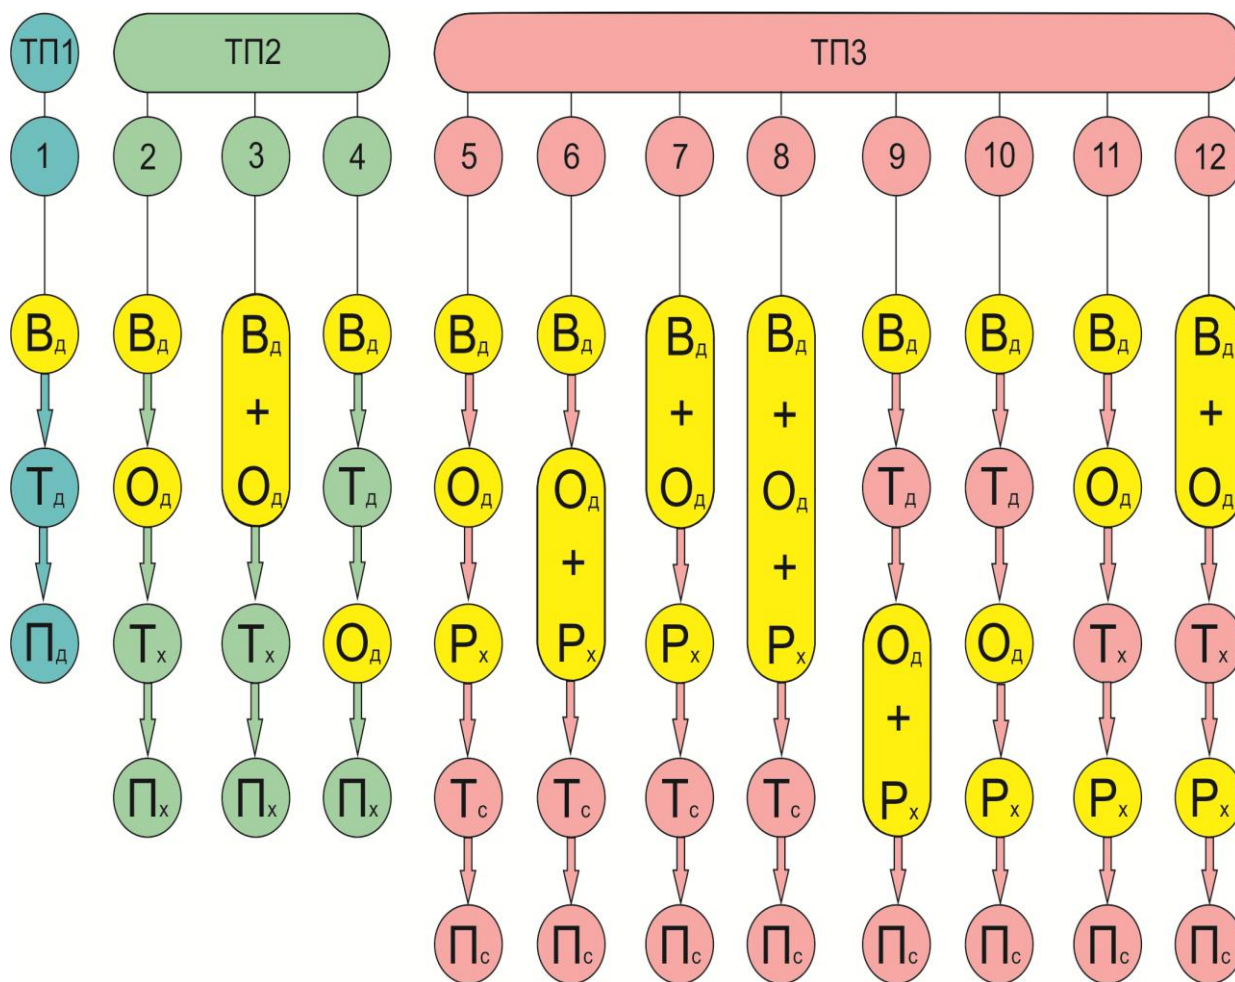 ТП1 ТП2 ТП3
1 2 3 4 5 6 7 8 9 10 11 12
Вд Вд Вд Вд Вд Вд Вд Вд Вд Вд Вд Вд
+ + + +
Тд Од Од Тд Од Од Од Од Тд Тд Од Од
+ +
Пд Тх Тх Од Рх Рх Рх Рх Од Од Тх Тх
+
Пх Пх Пх Тс Тс Тс Тс Рх Рх Рх Рх
Пс Пс Пс Пс Пс Пс Пс Пс